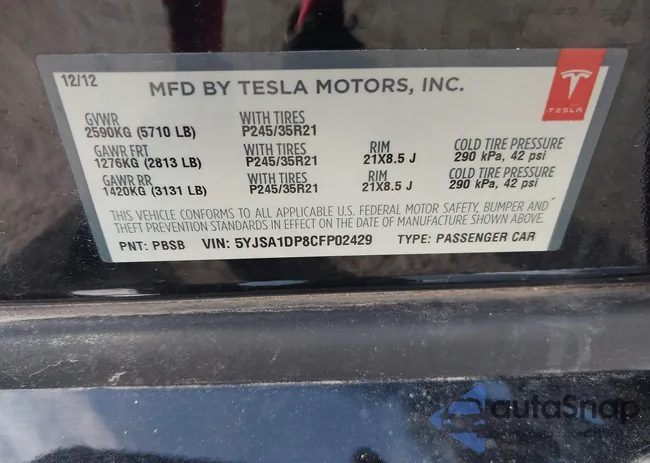 12/12 MFD BY TESLA MOTORS, INC.
TESLA
GVWR WITH TIRES
2590KG (5710 LB) P245/35R21
GAWR FRT WITH TIRES RIM COLD TIRE PRESSURE
1276KG (2813 LB) P245/35R21 21X8.5 J 290 kPa, 42 psi
GAWR RR WITH TIRES RIM COLD TIRE PRESSURE
1420KG (3131 LB) P245/35R21 21X8.5 J 290 kPa, 42 psi
THIS VEHICLE CONFORMS TO ALL APPLICABLE U.S. FEDERAL MOTOR SAFETY, BUMPER AND
THEFT PREVENTION STANDARDS IN EFFECT ON THE DATE OF MANUFACTURE SHOWN ABOVE.
PNT: PBSB VIN: 5YJSA1DP8CFP02429 TYPE: PASSENGER CAR
autoSnap